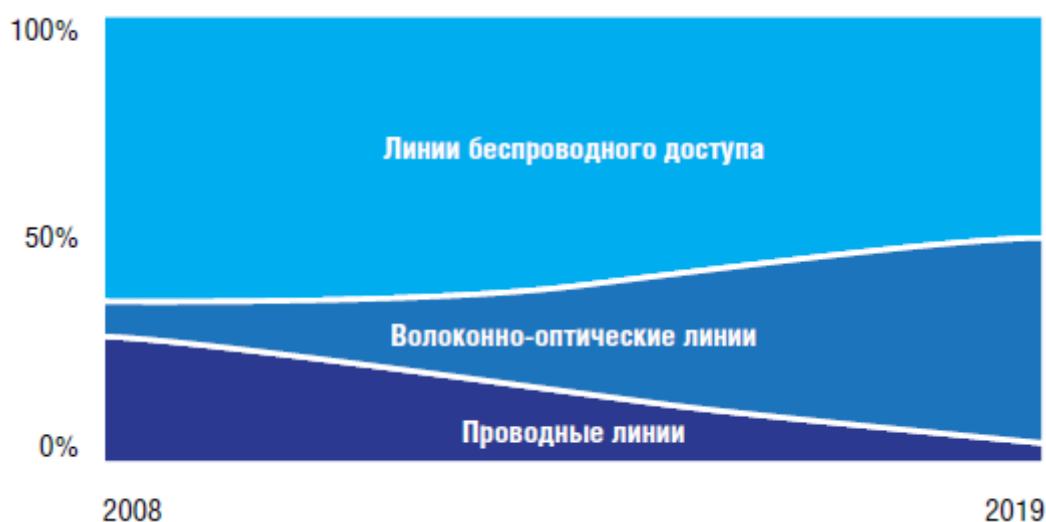 100%
Линии беспроводного доступа
50%
Волоконно-оптические линии
Проводные линии
0%
2008 2019